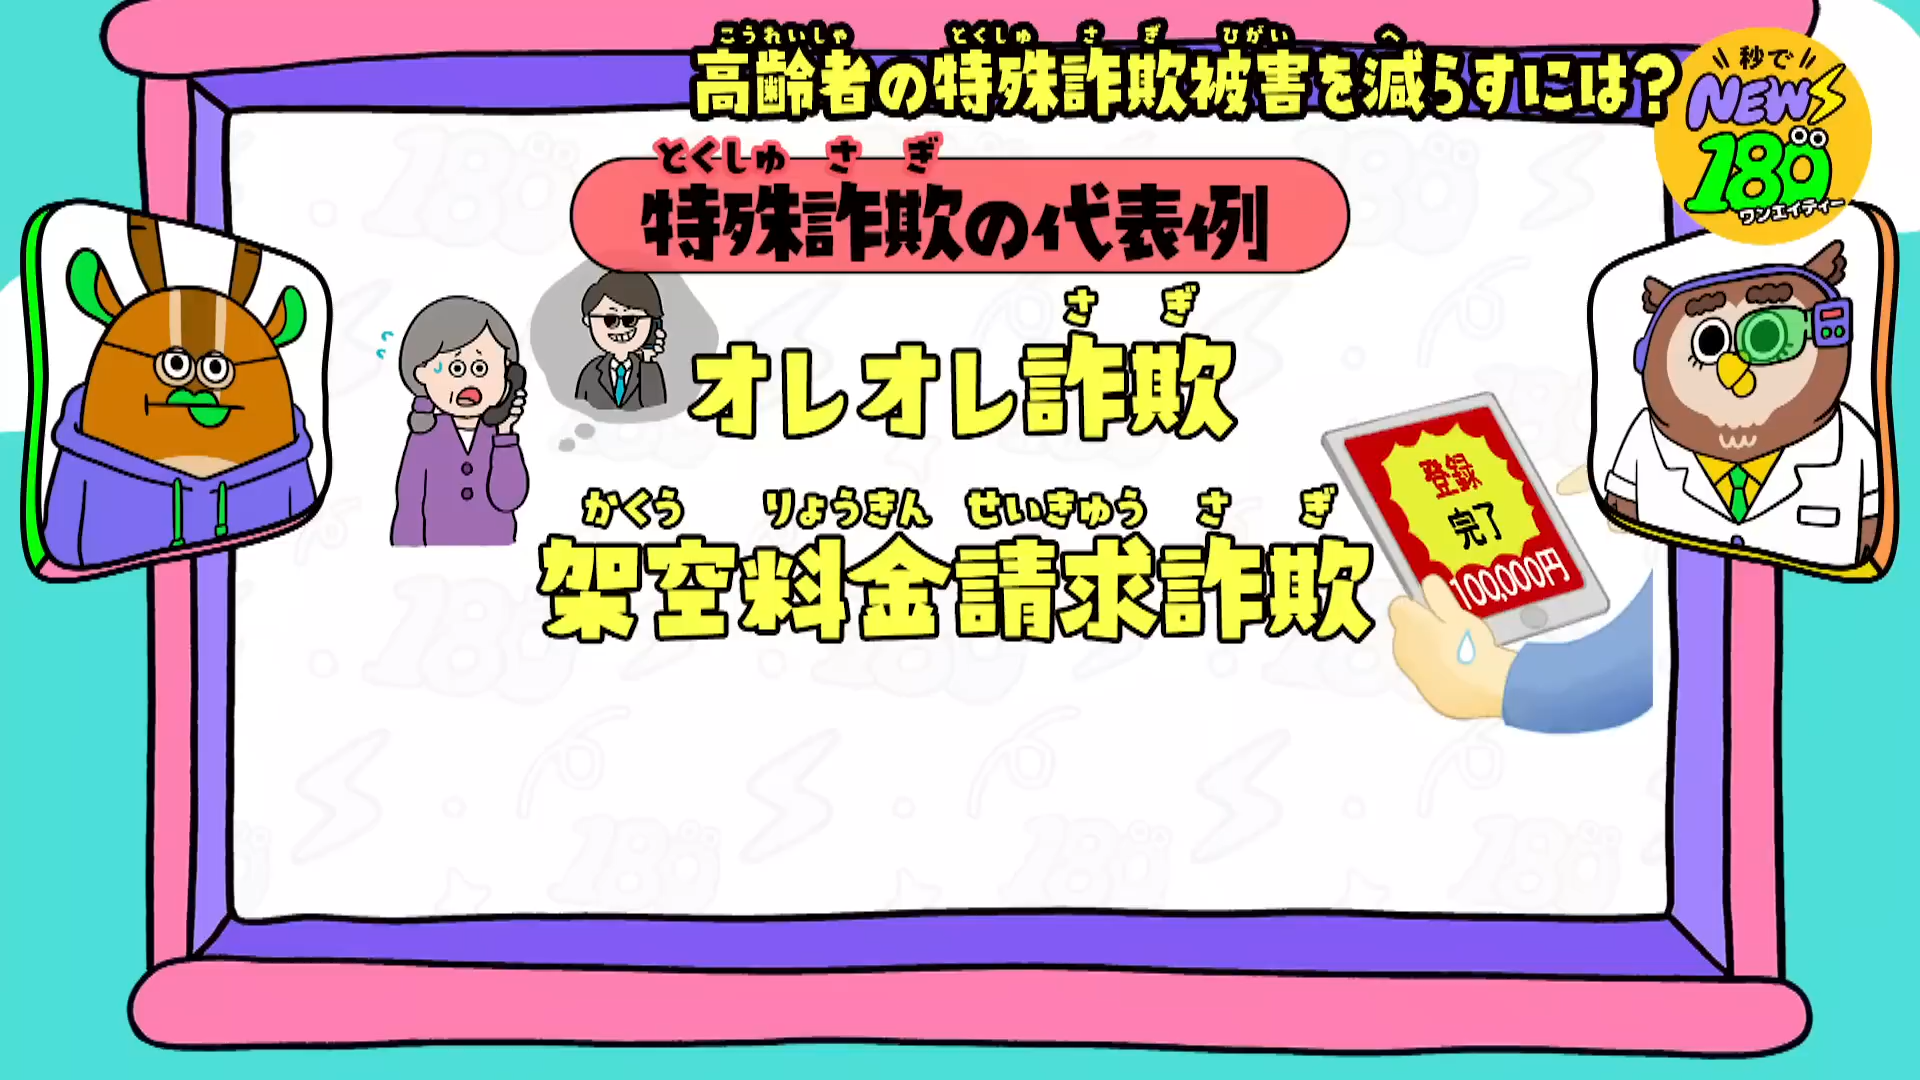 こうれいしゃ とくしゅ さぎ ひがい へ
高齢者の特殊詐欺被害を減らすには?
秒で
NEWS
180
ワンエイティー
とくしゅ さぎ
特殊詐欺の代表例
さぎ
オレオレ詐欺
登録
完了
100,000円
かくう りょうきん せいきゅう さぎ
架空料金請求詐欺